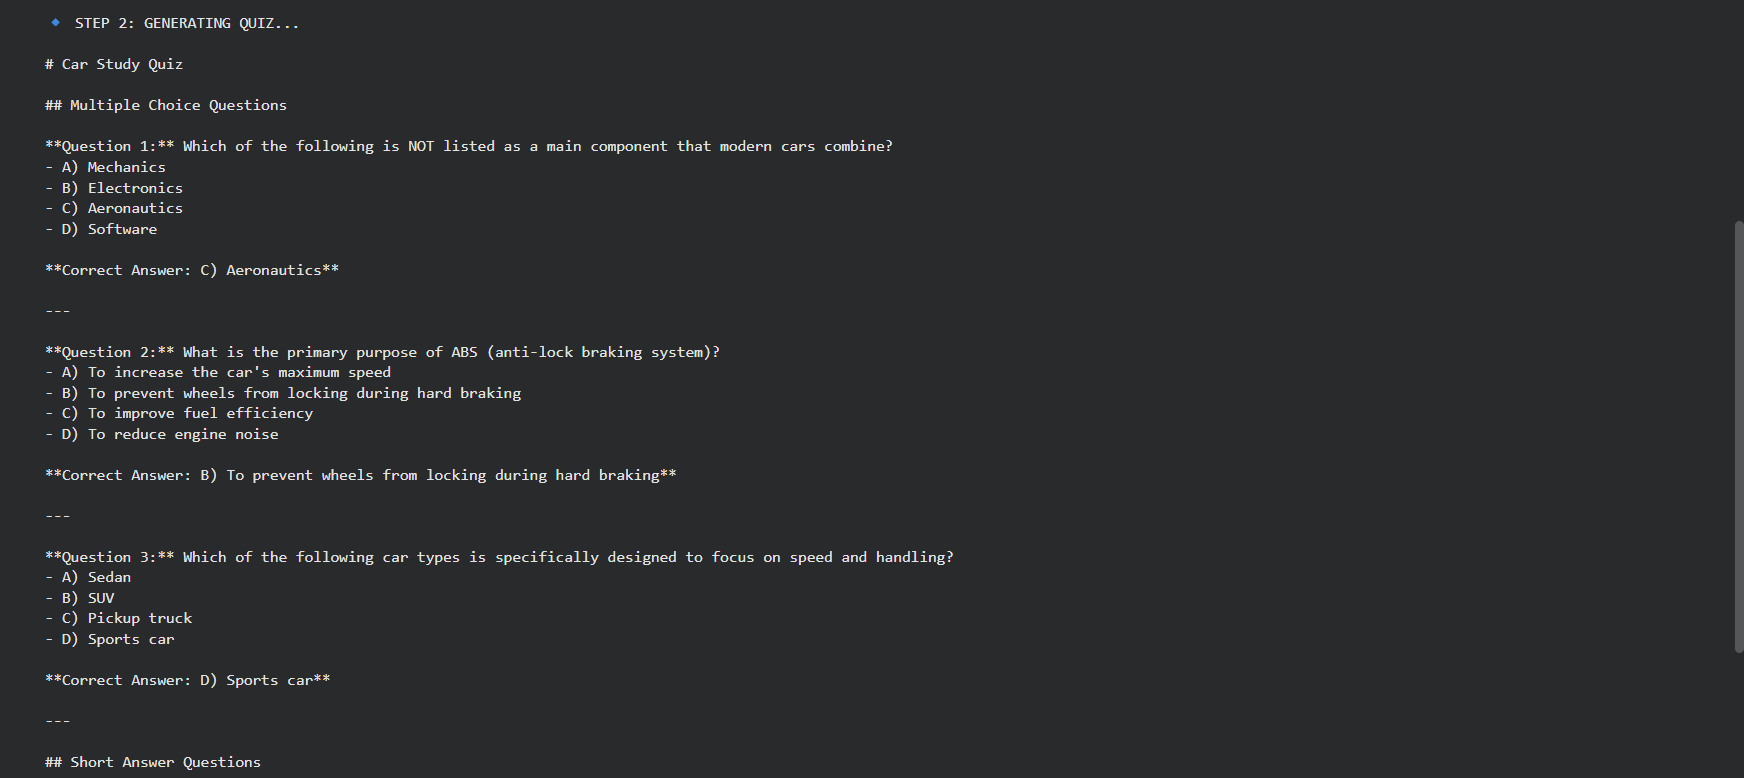 🔹 STEP 2: GENERATING QUIZ...
# Car Study Quiz
## Multiple Choice Questions
**Question 1:** Which of the following is NOT listed as a main component that modern cars combine?
- A) Mechanics
- B) Electronics
- C) Aeronautics
- D) Software
**Correct Answer: C) Aeronautics**
---
**Question 2:** What is the primary purpose of ABS (anti-lock braking system)?
- A) To increase the car's maximum speed
- B) To prevent wheels from locking during hard braking
- C) To improve fuel efficiency
- D) To reduce engine noise
**Correct Answer: B) To prevent wheels from locking during hard braking**
---
**Question 3:** Which of the following car types is specifically designed to focus on speed and handling?
- A) Sedan
- B) SUV
- C) Pickup truck
- D) Sports car
**Correct Answer: D) Sports car**
---
## Short Answer Questions